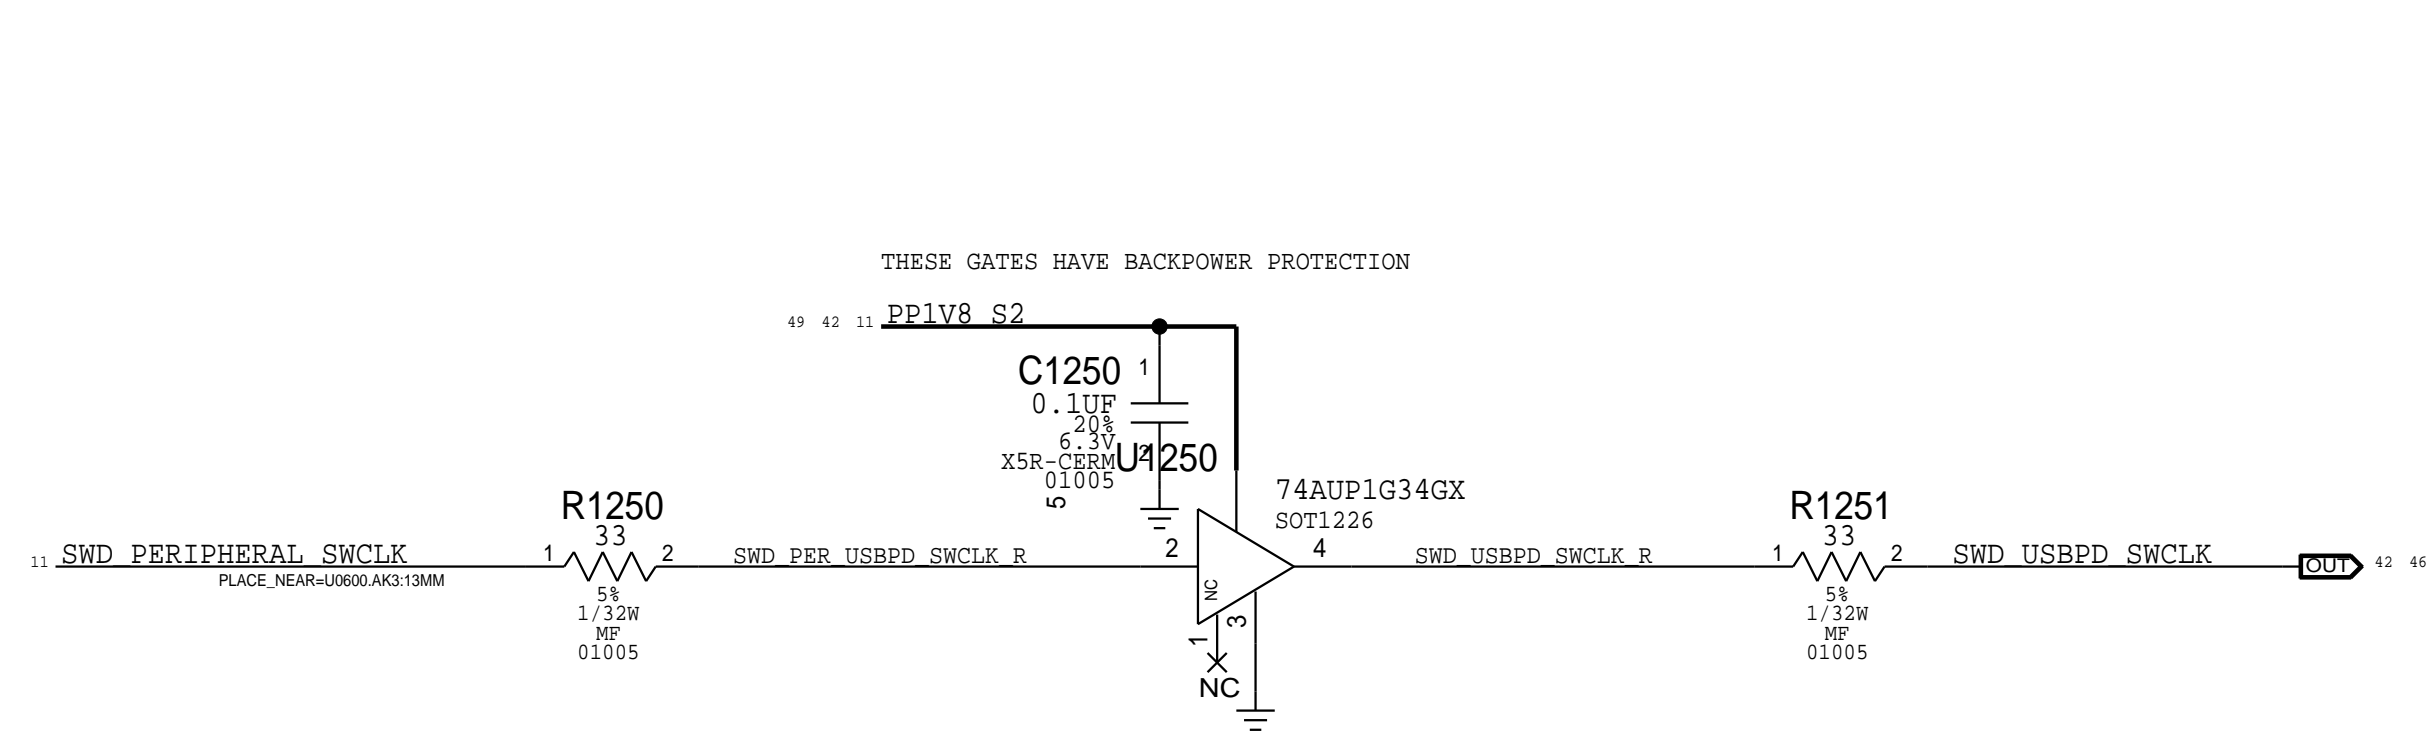 THESE GATES HAVE BACKPOWER PROTECTION
49 42 11 PP1V8_S2
C1250 1
0.1UF
20%
6.3V
X5R-CERM 2
01005
U1250
5
74AUP1G34GX
SOT1226
R1250
33
11 SWD_PERIPHERAL_SWCLK 1 2 SWD_PER_USBPD_SWCLK_R 2 4 SWD_USBPD_SWCLK_R
PLACE_NEAR=U0600.AK3:13MM
5%
1/32W
MF
01005
NC
1 3
NC
R1251
33
1 2 SWD_USBPD_SWCLK OUT 42 46
5%
1/32W
MF
01005